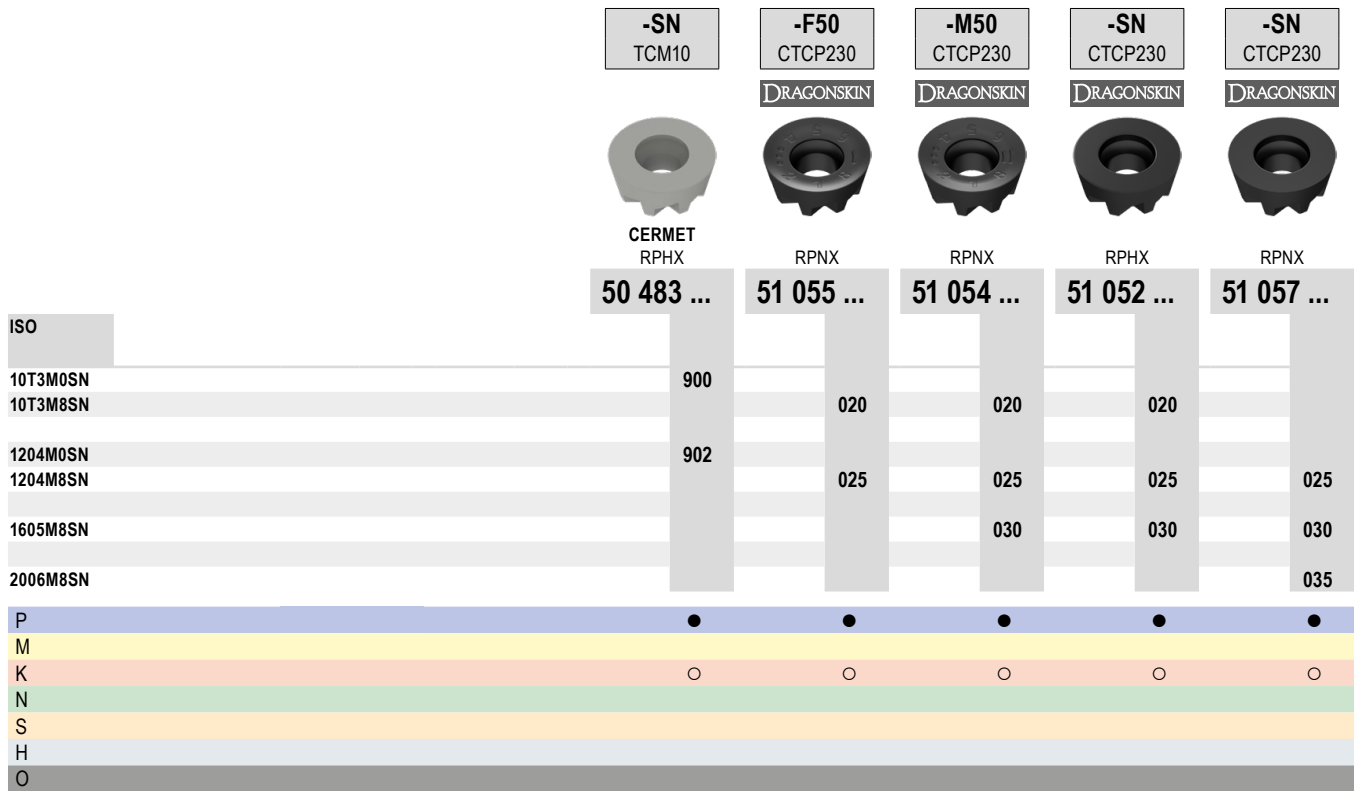 -SN -F50 -M50 -SN -SN
TCM10 CTCP230 CTCP230 CTCP230 CTCP230
DRAGONSKIN DRAGONSKIN DRAGONSKIN DRAGONSKIN
CERMET
RPHX RPNX RPNX RPHX RPNX
50 483 ... 51 055 ... 51 054 ... 51 052 ... 51 057 ...
ISO
10T3M0SN 900
10T3M8SN 020 020 020
1204M0SN 902
1204M8SN 025 025 025 025
1605M8SN 030 030 030
2006M8SN 035
P ● ● ● ● ●
M
K ○ ○ ○ ○ ○
N
S
H
O